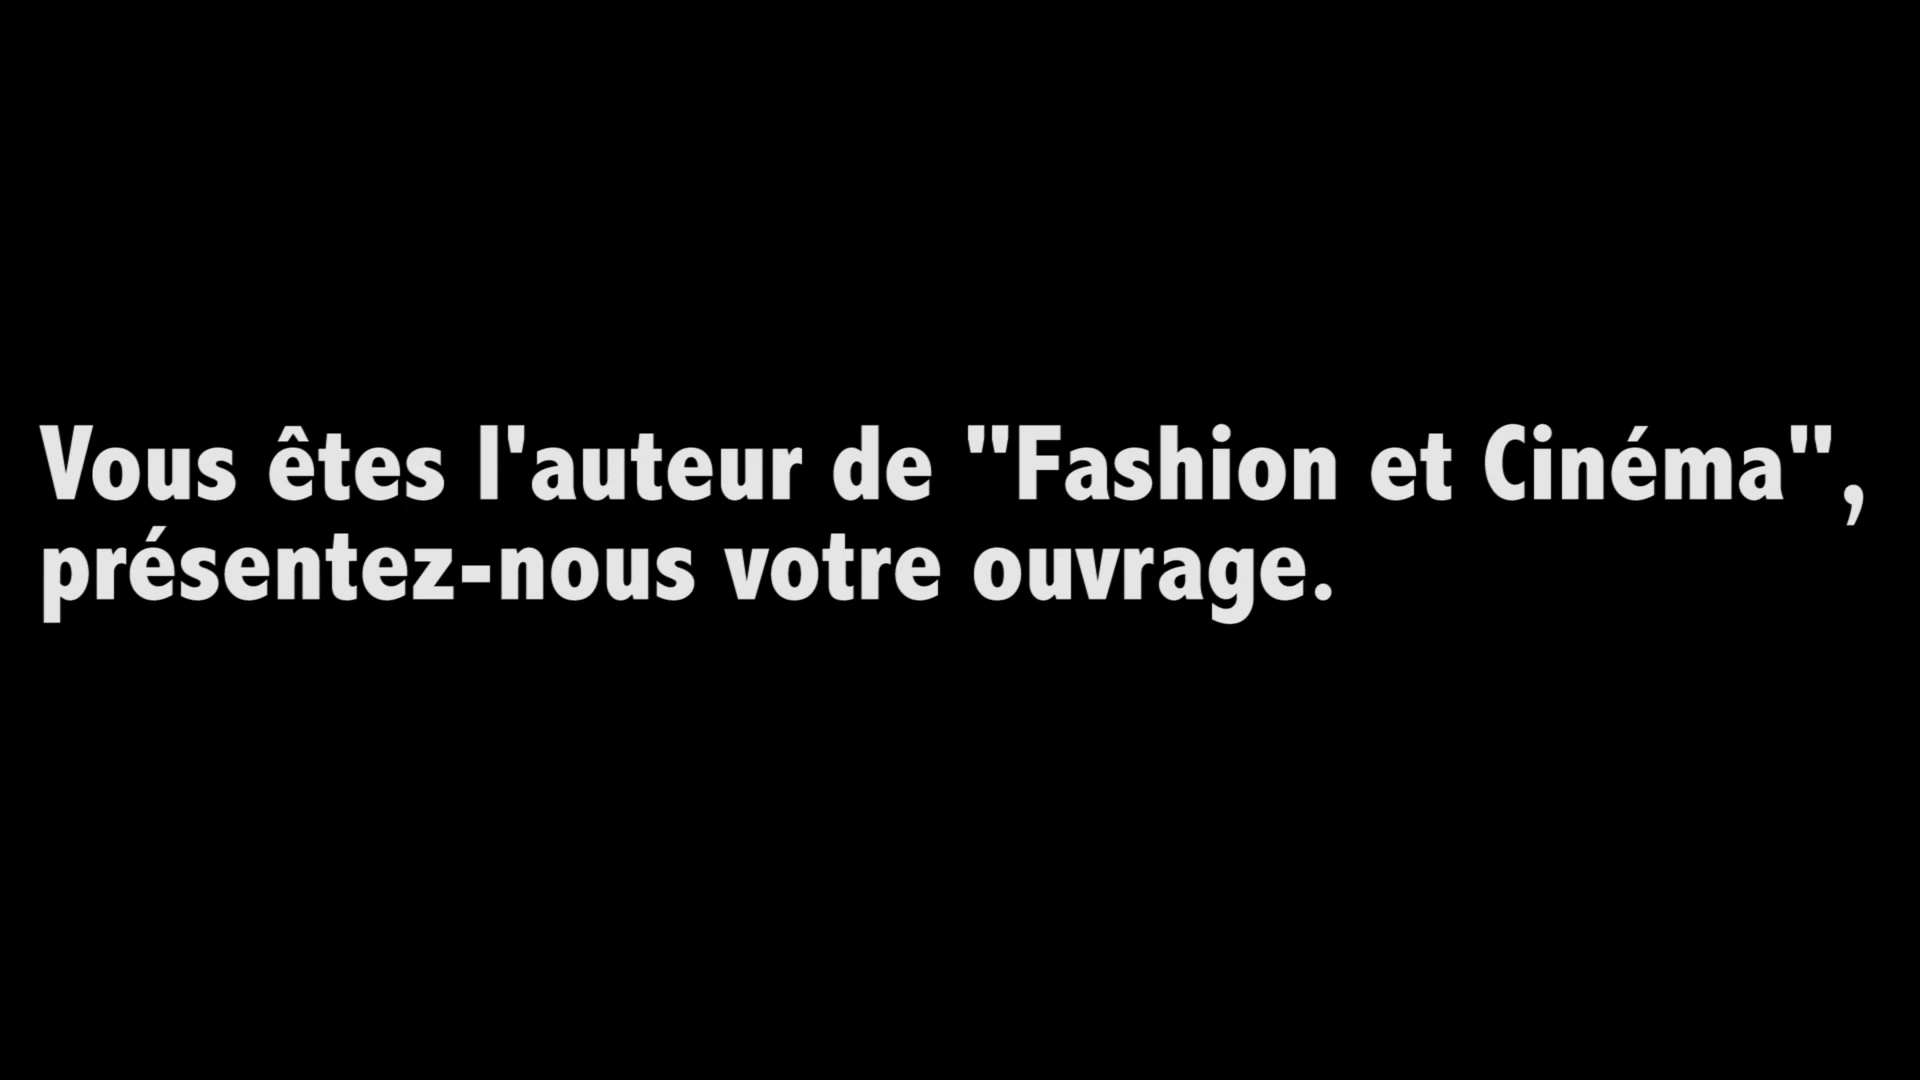 Vous êtes l'auteur de "Fashion et Cinéma",
présentez-nous votre ouvrage.